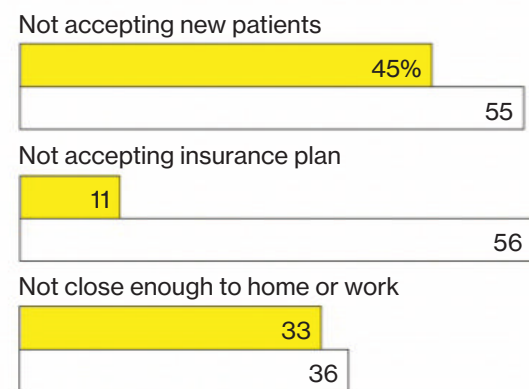 Not accepting new patients
45%
55
Not accepting insurance plan
11
56
Not close enough to home or work
33
36